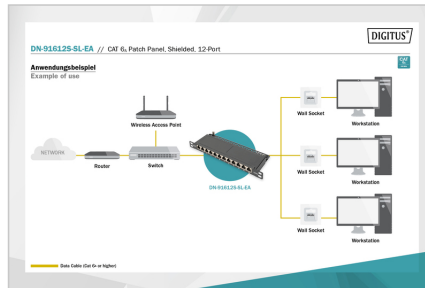 DIGITUS®
DN-91612S-SL-EA // CAT 6A Patch Panel, Shielded, 12-Port
CAT
6A
Anwendungsbeispiel
Example of use
Wireless Access Point
NETWORK
Router
Switch
DN-91612S-SL-EA
Wall Socket
Workstation
Wall Socket
Workstation
Wall Socket
Workstation
Data Cable (Cat 6A or higher)